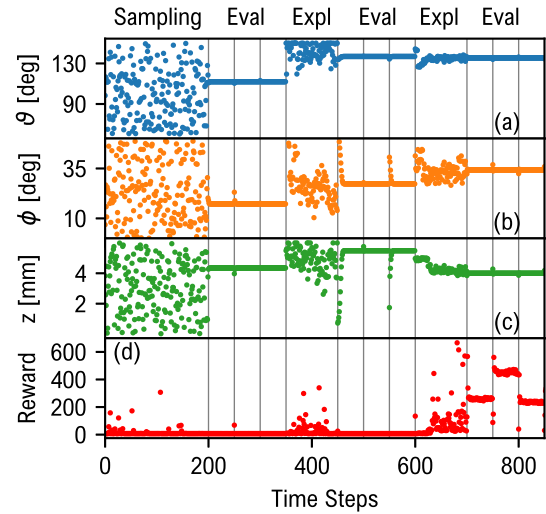 Sampling Eval Expl Eval Expl Eval
ϑ [deg]
130
90
(a)
ϕ [deg]
35
10
(b)
z [mm]
4
2
(c)
Reward
600
400
200
0
(d)
0 200 400 600 800
Time Steps